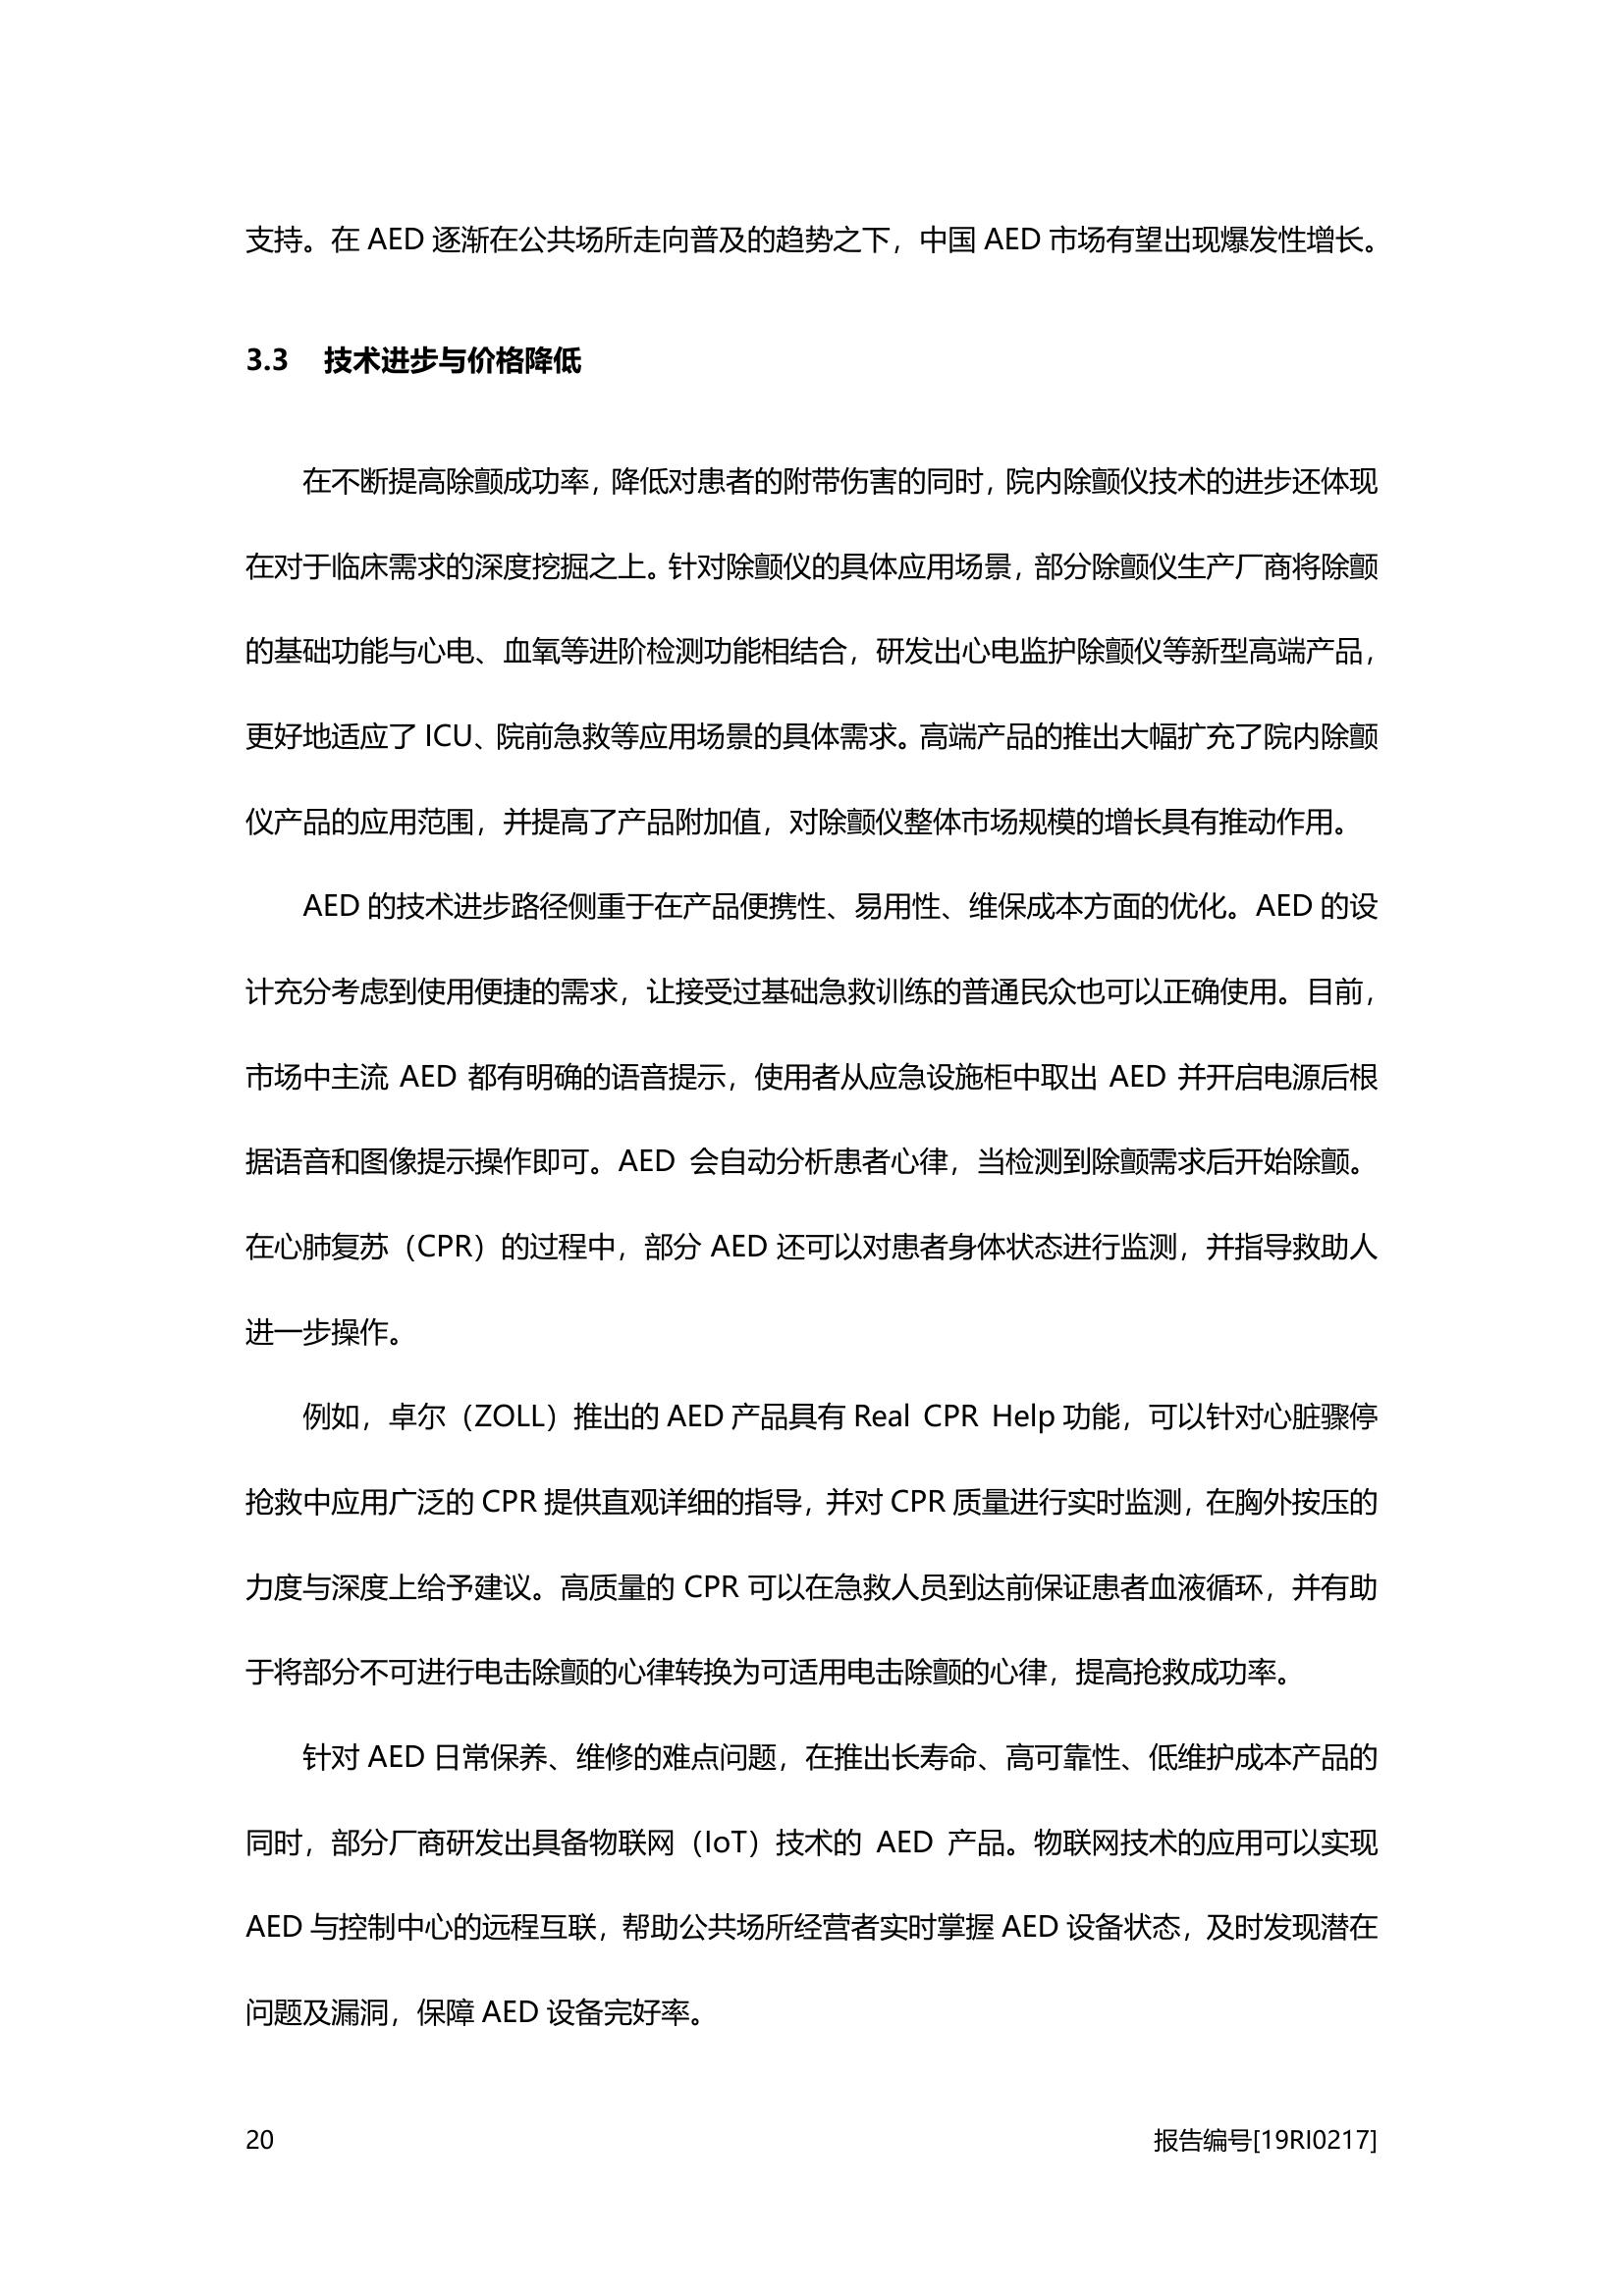 支持。在 AED 逐渐在公共场所走向普及的趋势之下，中国 AED 市场有望出现爆发性增长。
3.3 技术进步与价格降低
在不断提高除颤成功率，降低对患者的附带伤害的同时，院内除颤仪技术的进步还体现
在对于临床需求的深度挖掘之上。针对除颤仪的具体应用场景，部分除颤仪生产厂商将除颤
的基础功能与心电、血氧等进阶检测功能相结合，研发出心电监护除颤仪等新型高端产品，
更好地适应了 ICU、院前急救等应用场景的具体需求。高端产品的推出大幅扩充了院内除颤
仪产品的应用范围，并提高了产品附加值，对除颤仪整体市场规模的增长具有推动作用。
AED 的技术进步路径侧重于在产品便携性、易用性、维保成本方面的优化。AED 的设
计充分考虑到使用便捷的需求，让接受过基础急救训练的普通民众也可以正确使用。目前，
市场中主流 AED 都有明确的语音提示，使用者从应急设施柜中取出 AED 并开启电源后根
据语音和图像提示操作即可。AED 会自动分析患者心律，当检测到除颤需求后开始除颤。
在心肺复苏（CPR）的过程中，部分 AED 还可以对患者身体状态进行监测，并指导救助人
进一步操作。
例如，卓尔（ZOLL）推出的 AED 产品具有 Real CPR Help 功能，可以针对心脏骤停
抢救中应用广泛的 CPR 提供直观详细的指导，并对 CPR 质量进行实时监测，在胸外按压的
力度与深度上给予建议。高质量的 CPR 可以在急救人员到达前保证患者血液循环，并有助
于将部分不可进行电击除颤的心律转换为可适用电击除颤的心律，提高抢救成功率。
针对 AED 日常保养、维修的难点问题，在推出长寿命、高可靠性、低维护成本产品的
同时，部分厂商研发出具备物联网（IoT）技术的 AED 产品。物联网技术的应用可以实现
AED 与控制中心的远程互联，帮助公共场所经营者实时掌握 AED 设备状态，及时发现潜在
问题及漏洞，保障 AED 设备完好率。
20 报告编号[19RI0217]